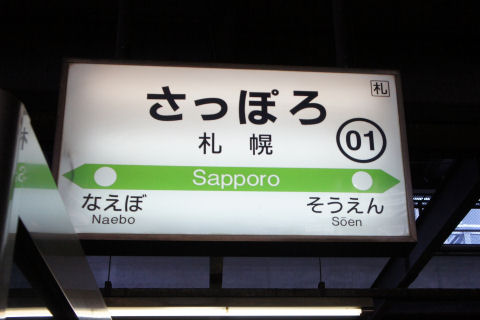 さっぽろ
札
札幌
01
Sapporo
なえぼ
そうえん
Naebo
Sōen